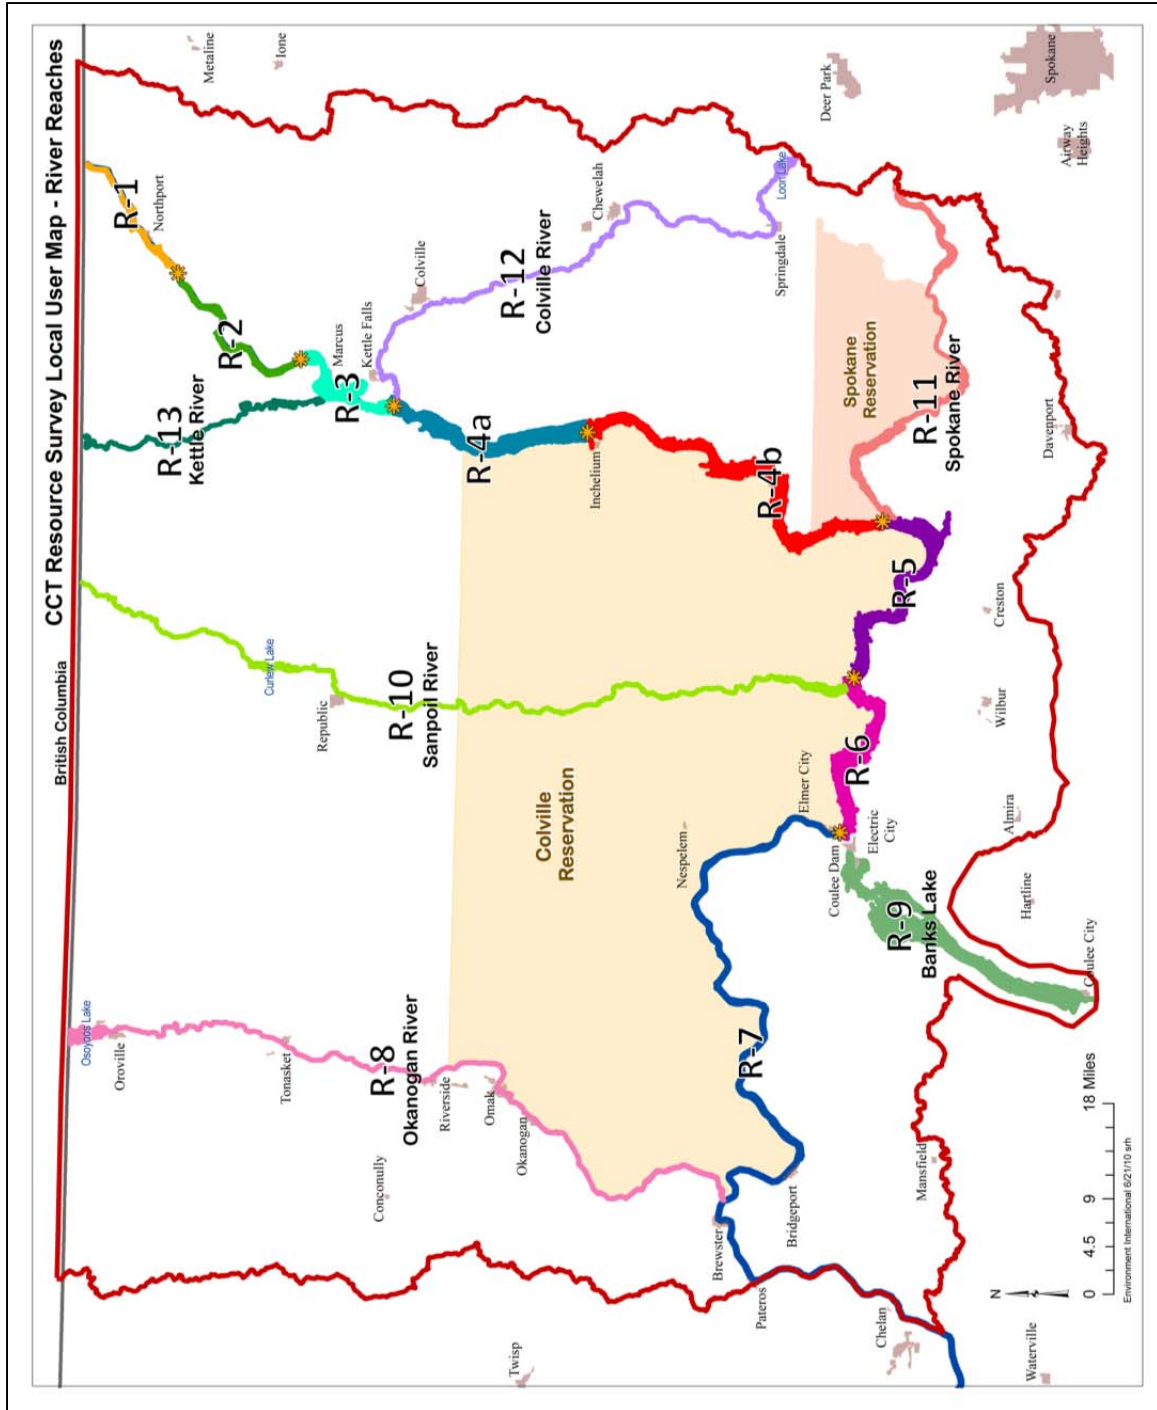 CCT Resource Survey Local User Map - River Reaches
British Columbia
Metaline
Ione
R-1
Northport
R-2
R-13
Kettle River
Marcus
Kettle Falls
R-3
Colville
R-12
Colville River
Chewelah
Loon Lake
Springdale
Deer Park
Spokane
Airway
Heights
R-4a
Inchelium
R-4b
Spokane
Reservation
R-11
Spokane River
Davenport
R-5
Creston
Curlew Lake
Republic
R-10
Sanpoil River
Colville
Reservation
Nespelem
Elmer City
R-6
Wilbur
Coulee Dam
Electric
City
Almira
Hartline
R-9
Banks Lake
Coulee City
Osoyoos Lake
Oroville
Tonasket
R-8
Okanogan River
Riverside
Omak
Okanogan
Conconully
R-7
Bridgeport
Brewster
Pateros
Mansfield
Chelan
Twisp
Waterville
N
0 4.5 9 18 Miles
Environment International 6/21/10 srh